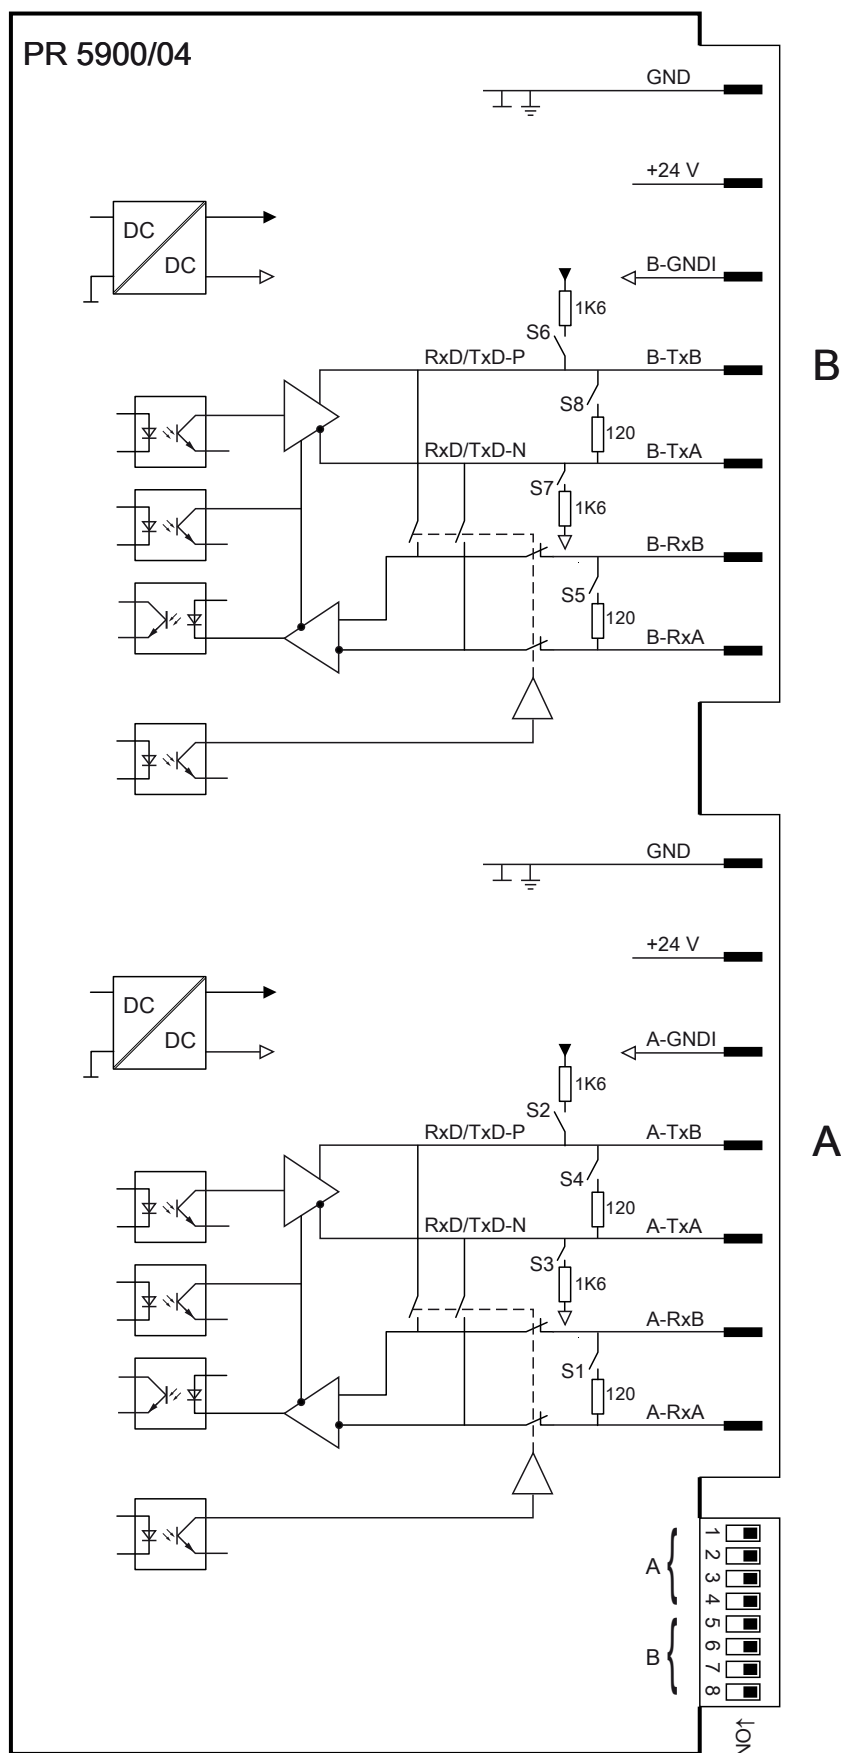 PR 5900/04
GND
+24 V
DC
DC
B-GNDI
1K6
S6
RxD/TxD-P
B-TxB
B
S8
120
RxD/TxD-N
B-TxA
S7
1K6
B-RxB
S5
120
B-RxA
GND
+24 V
DC
DC
A-GNDI
1K6
S2
RxD/TxD-P
A-TxB
A
S4
120
RxD/TxD-N
A-TxA
S3
1K6
A-RxB
S1
120
A-RxA
1
2
A
3
4
5
6
B
7
8
ON↑